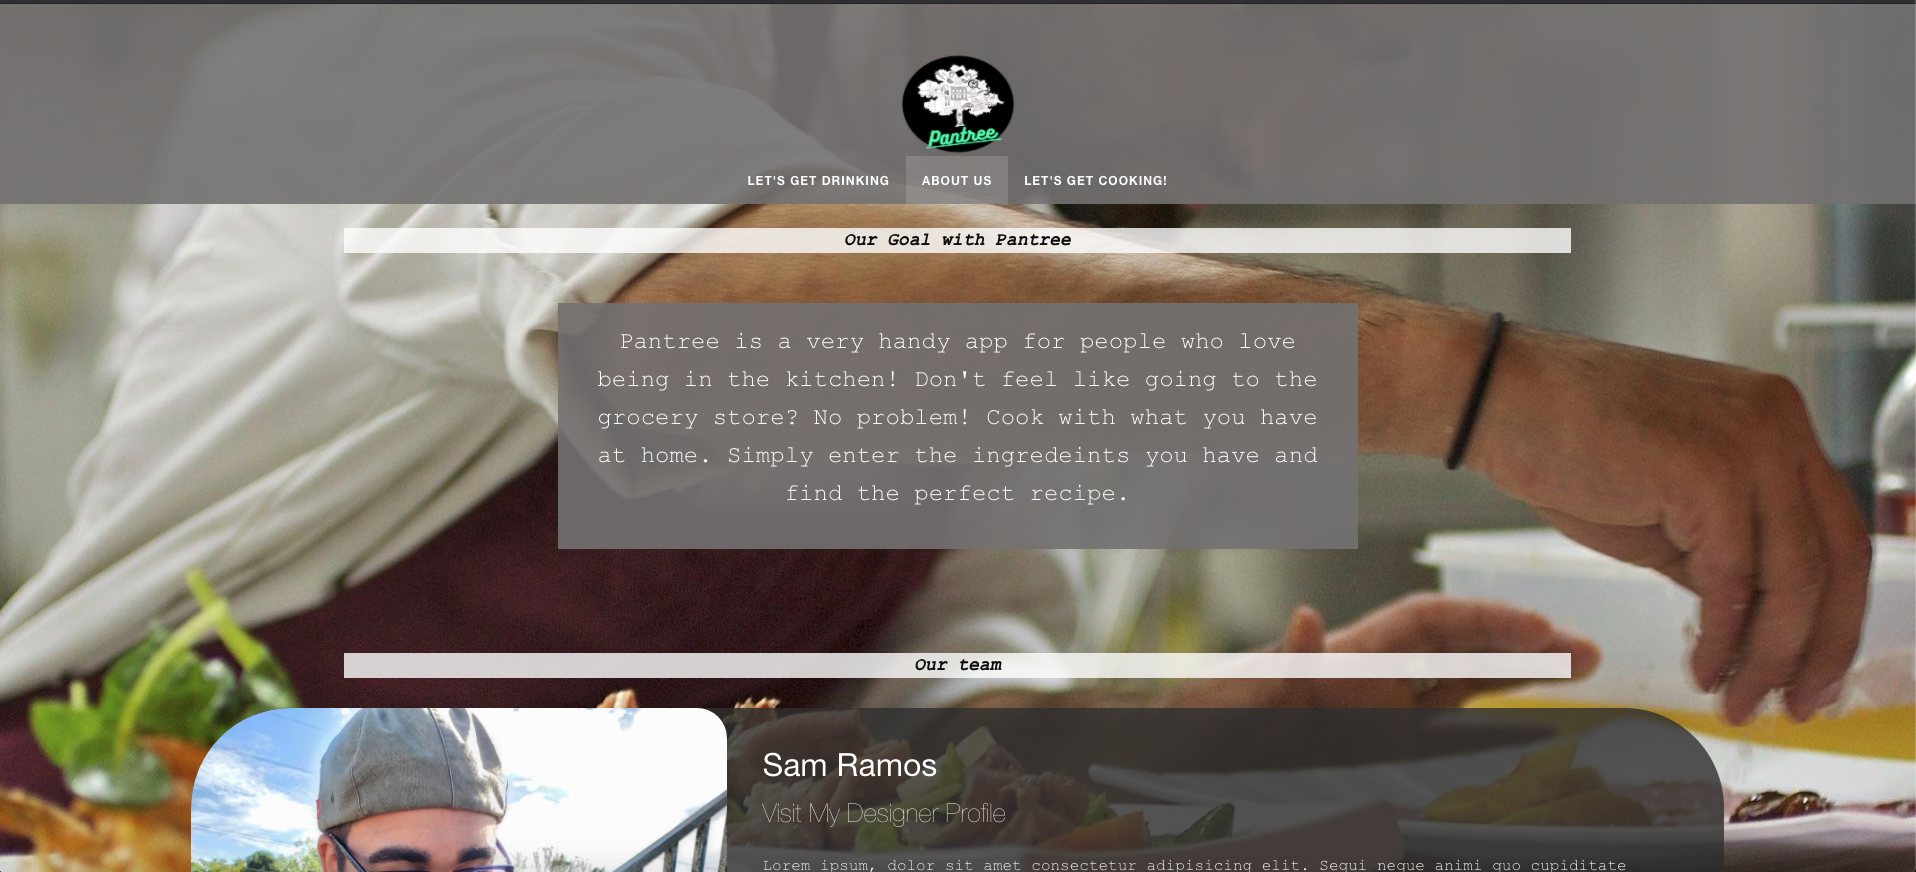 Pantree
LET'S GET DRINKING ABOUT US LET'S GET COOKING!
Our Goal with Pantree
Pantree is a very handy app for people who love
being in the kitchen! Don't feel like going to the
grocery store? No problem! Cook with what you have
at home. Simply enter the ingredeints you have and
find the perfect recipe.
Our team
Sam Ramos
Visit My Designer Profile
Lorem ipsum, dolor sit amet consectetur adipisicing elit. Sequi neque animi quo cupiditate